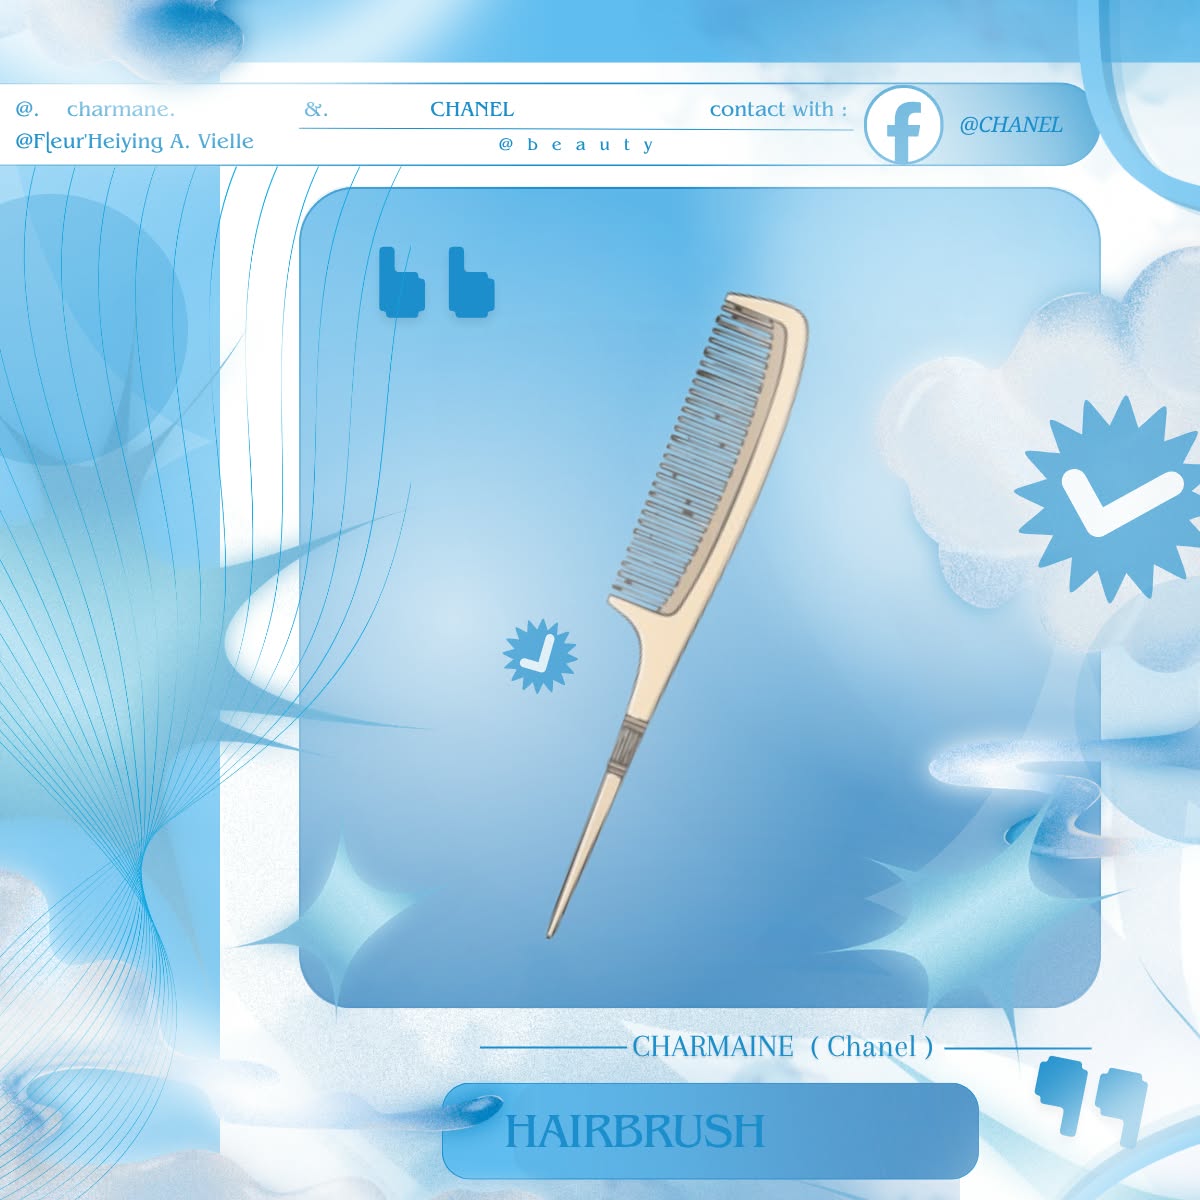 @. charmane. &. CHANEL contact with :
@Fleur'Heiying A. Vielle @ b e a u t y
@CHANEL
CHARMAINE ( Chanel )
HAIRBRUSH